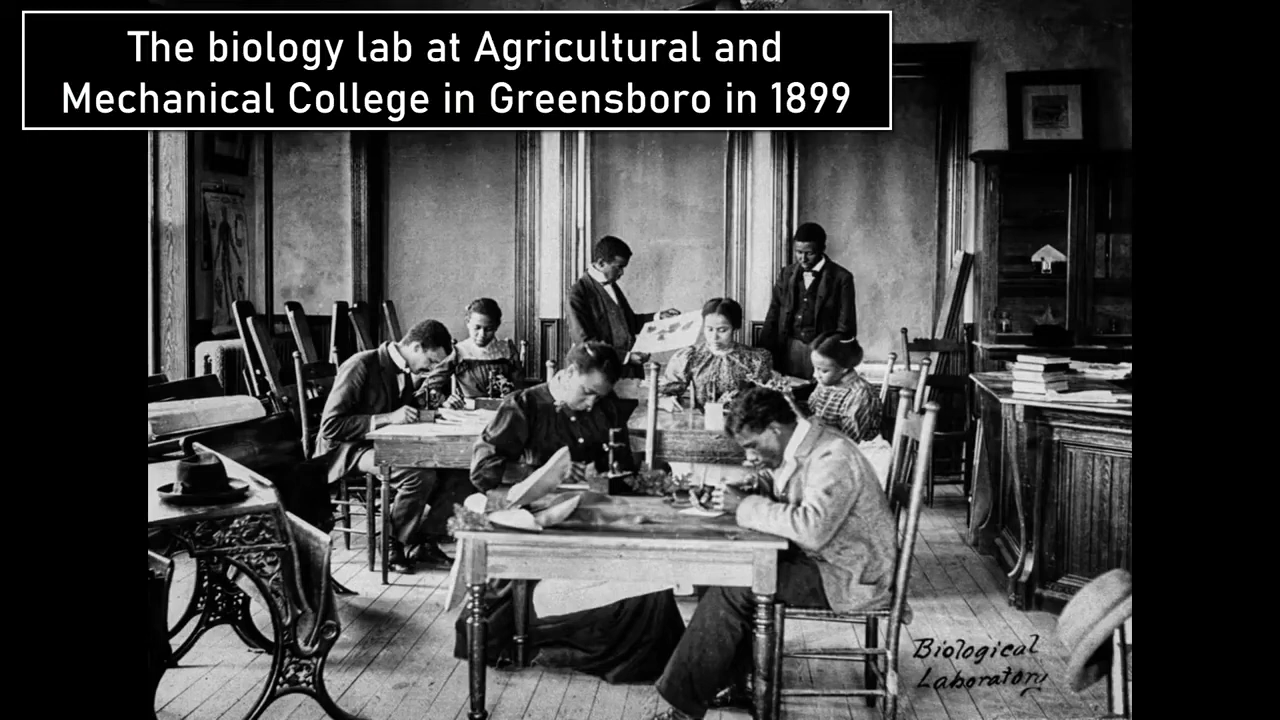 The biology lab at Agricultural and
Mechanical College in Greensboro in 1899
Biological
Laboratory